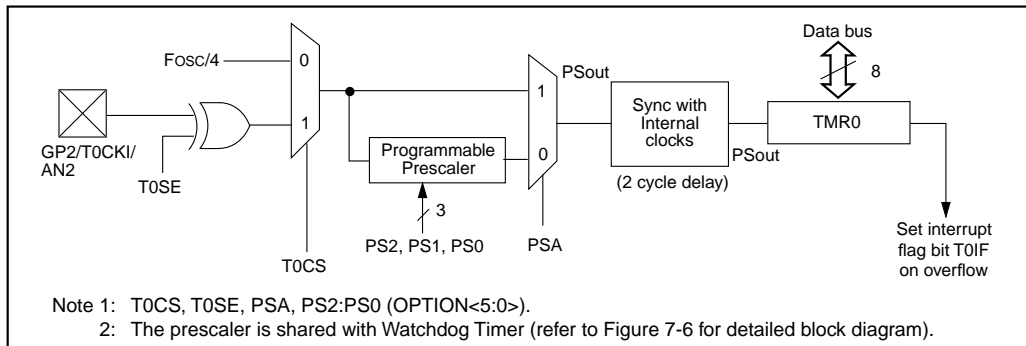 Data bus
FOSC/4
0
PSout
8
1
Sync with
Internal
clocks
TMR0
1
Programmable
Prescaler
0
PSout
GP2/T0CKI/
AN2
T0SE
(2 cycle delay)
3
PS2, PS1, PS0
PSA
T0CS
Set interrupt
flag bit T0IF
on overflow
Note 1: T0CS, T0SE, PSA, PS2:PS0 (OPTION<5:0>).
2: The prescaler is shared with Watchdog Timer (refer to Figure 7-6 for detailed block diagram).